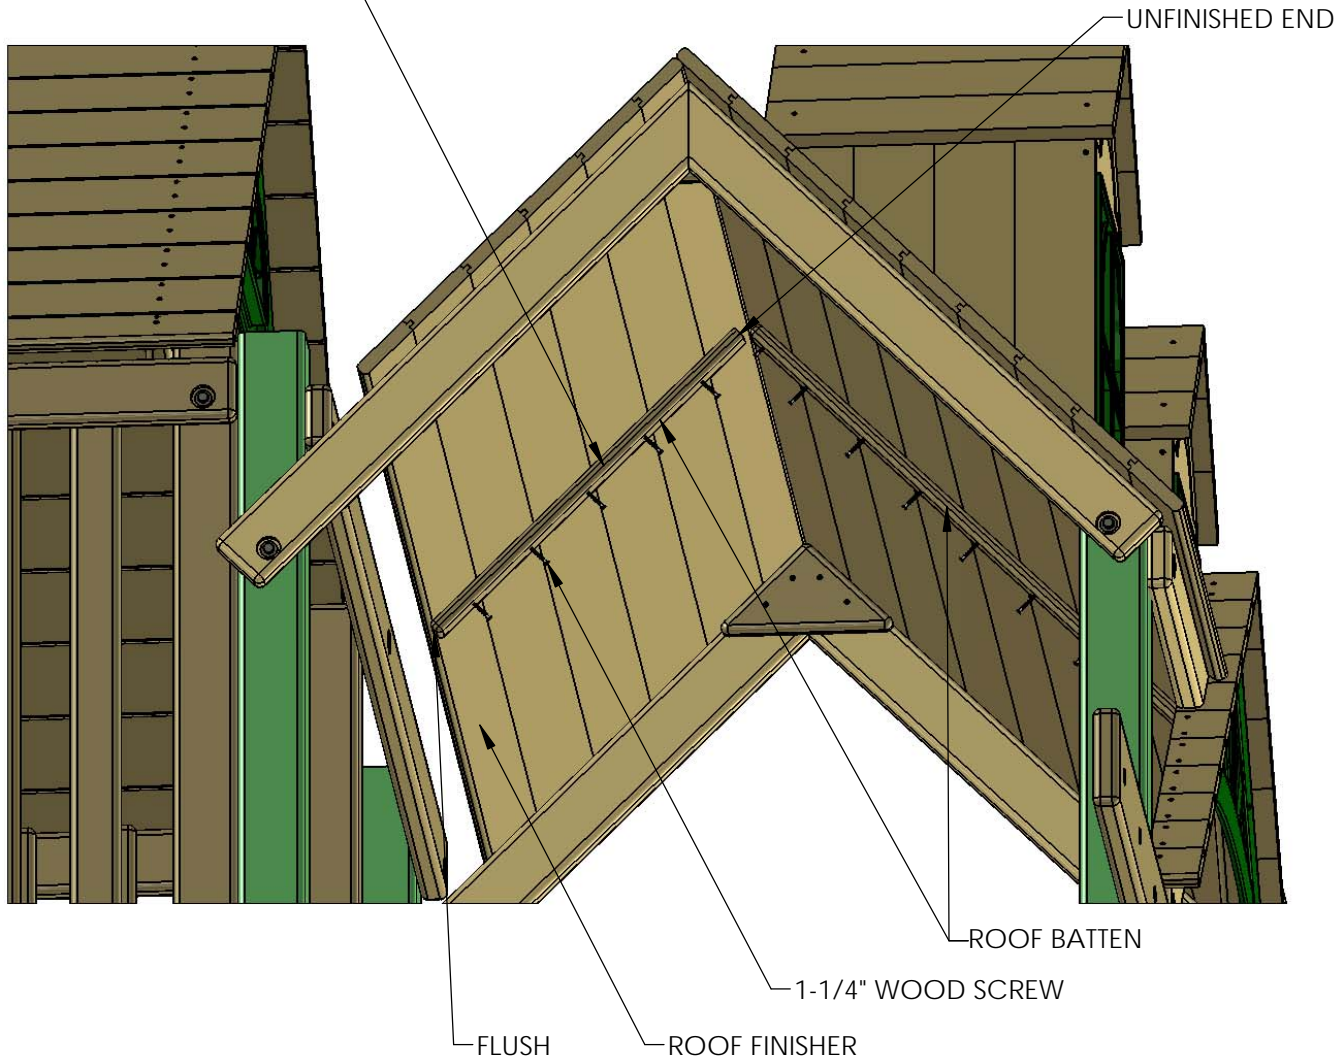 UNFINISHED END
ROOF BATTEN
1-1/4" WOOD SCREW
FLUSH
ROOF FINISHER